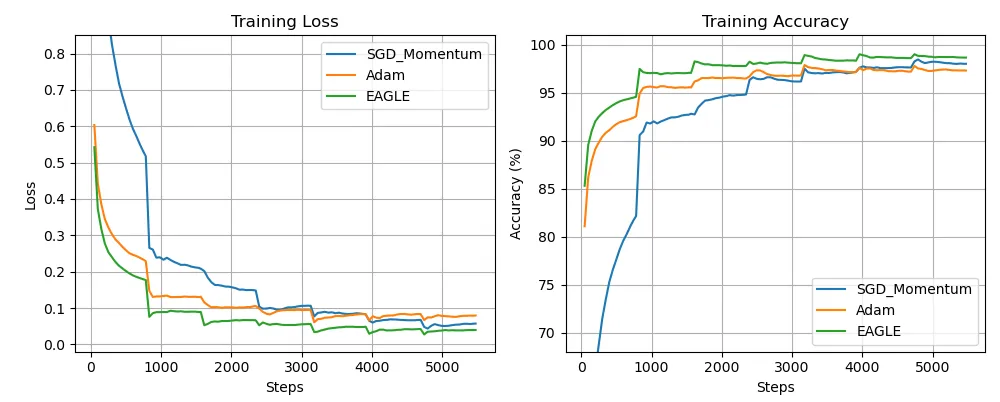 Training Loss
Loss
0.8
0.7
0.6
0.5
0.4
0.3
0.2
0.1
0.0
SGD_Momentum
Adam
EAGLE
0 1000 2000 3000 4000 5000
Steps
Training Accuracy
Accuracy (%)
100
95
90
85
80
75
70
SGD_Momentum
Adam
EAGLE
0 1000 2000 3000 4000 5000
Steps